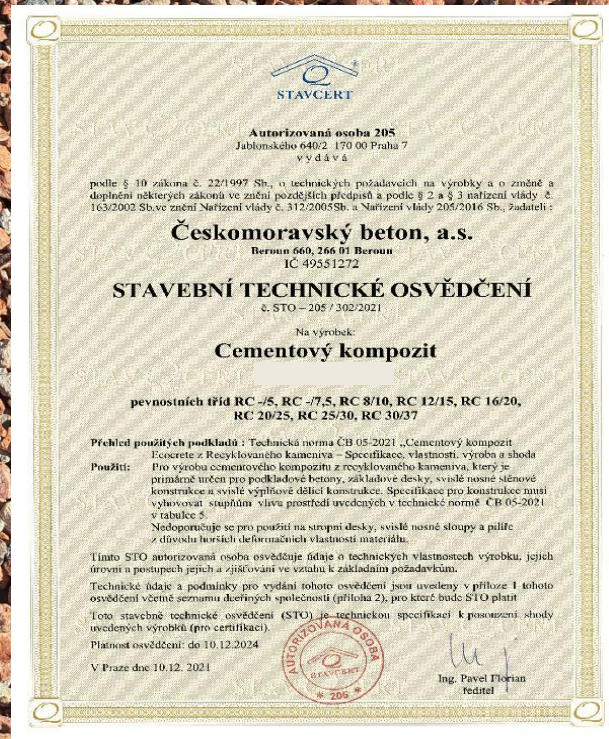 Q
STAVCERT
Autorizovaná osoba 205
Jablonského 640/2 170 00 Praha 7
vydává
podle § 10 zákona č. 22/1997 Sb., o technických požadavcích na výrobky a o změně a
doplnění některých zákonů ve znění pozdějších předpisů a podle § 2 a § 3 nařízení vlády č.
163/2002 Sb.ve znění Nařízení vlády č. 312/2005Sb. a Nařízení vlády 205/2016 Sb., žadateli :
Českomoravský beton, a.s.
Beroun 660, 266 01 Beroun
IČ 49551272
STAVEBNÍ TECHNICKÉ OSVĚDČENÍ
č. STO – 205 / 302/2021
Na výrobek:
Cementový kompozit
pevnostních tříd RC -/5, RC -/7,5, RC 8/10, RC 12/15, RC 16/20,
RC 20/25, RC 25/30, RC 30/37
Přehled použitých podkladů : Technická norma ČB 05-2021 „Cementový kompozit
Ecocrete z Recyklovaného kameniva – Specifikace, vlastnosti, výroba a shoda
Použití: Pro výrobu cementového kompozitu z recyklovaného kameniva, který je
primárně určen pro podkladové betony, základové desky, svislé nosné stěnové
konstrukce a svislé výplňové dělicí konstrukce. Specifikace pro konstrukce musí
vyhovovat stupňům vlivu prostředí uvedených v technické normě ČB 05-2021
v tabulce 5.
Nedoporučuje se pro použití na stropní desky, svislé nosné sloupy a pilíře
z důvodu horších deformačních vlastností materiálu.
Tímto STO autorizovaná osoba osvědčuje údaje o technických vlastnostech výrobku, jejich
úrovni a postupech jejich a zjišťování ve vztahu k základním požadavkům.
Technické údaje a podmínky pro vydání tohoto osvědčení jsou uvedeny v příloze 1 tohoto
osvědčení včetně seznamu dceřiných společností (příloha 2), pro které bude STO platit
Toto stavebně technické osvědčení (STO) je technickou specifikací k posouzení shody
uvedených výrobků (pro certifikaci).
Platnost osvědčení: do 10.12.2024
V Praze dne 10.12. 2021
AUTORIZOVANÁ OSOBA
STAVCERT
* 205 *
Ing. Pavel Florian
ředitel